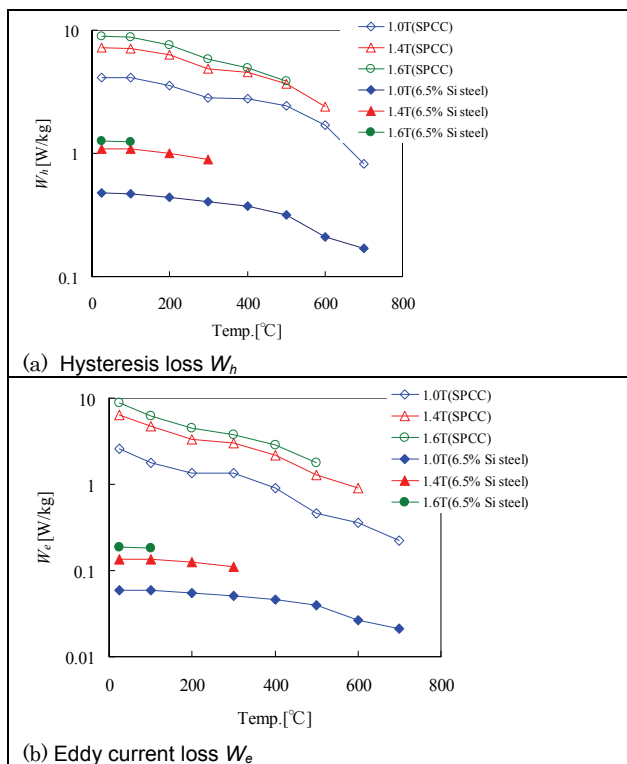 10
1
0.1
W_h [W/kg]
0 200 400 600 800
Temp.[℃]
1.0T(SPCC)
1.4T(SPCC)
1.6T(SPCC)
1.0T(6.5% Si steel)
1.4T(6.5% Si steel)
1.6T(6.5% Si steel)
(a) Hysteresis loss W_h
10
1
0.1
0.01
W_e [W/kg]
0 200 400 600 800
Temp.[℃]
1.0T(SPCC)
1.4T(SPCC)
1.6T(SPCC)
1.0T(6.5% Si steel)
1.4T(6.5% Si steel)
1.6T(6.5% Si steel)
(b) Eddy current loss W_e